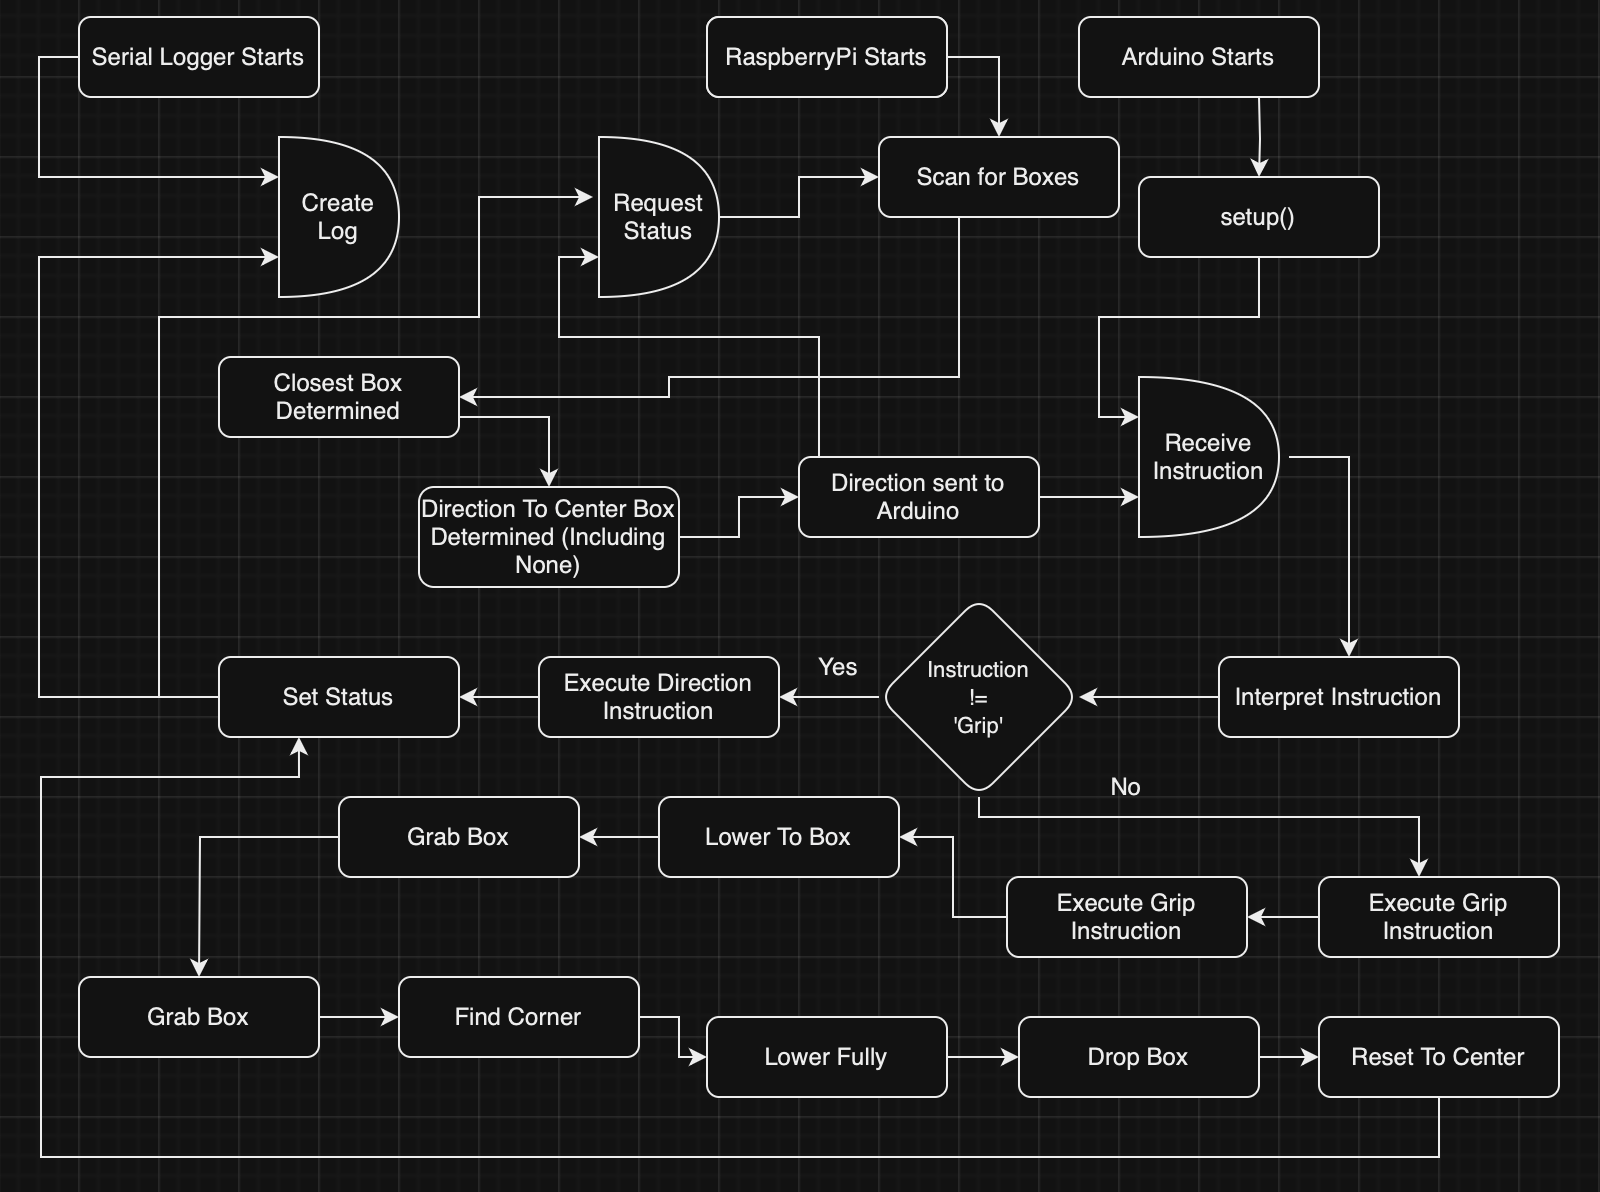 Serial Logger Starts
RaspberryPi Starts
Arduino Starts
Create
Log
Request
Status
Scan for Boxes
setup()
Closest Box
Determined
Receive
Instruction
Direction To Center Box
Determined (Including
None)
Direction sent to
Arduino
Set Status
Execute Direction
Instruction
Yes
Instruction
!=
'Grip'
Interpret Instruction
No
Grab Box
Lower To Box
Execute Grip
Instruction
Execute Grip
Instruction
Grab Box
Find Corner
Lower Fully
Drop Box
Reset To Center